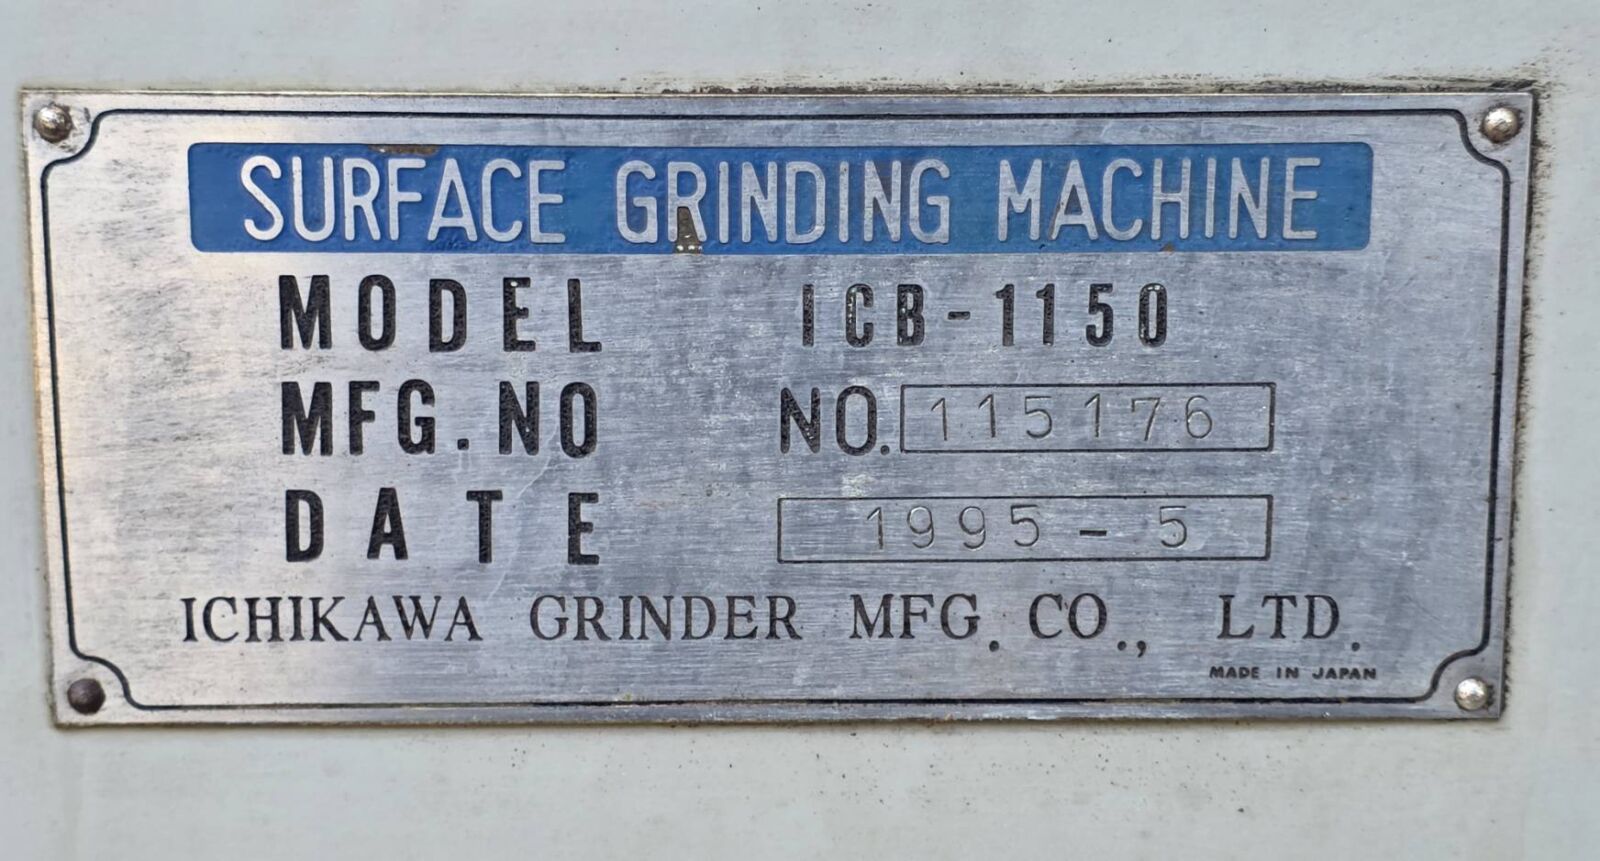 SURFACE GRINDING MACHINE
MODEL ICB-1150
MFG.NO NO. 115176
DATE 1995-5
ICHIKAWA GRINDER MFG. CO., LTD.
MADE IN JAPAN